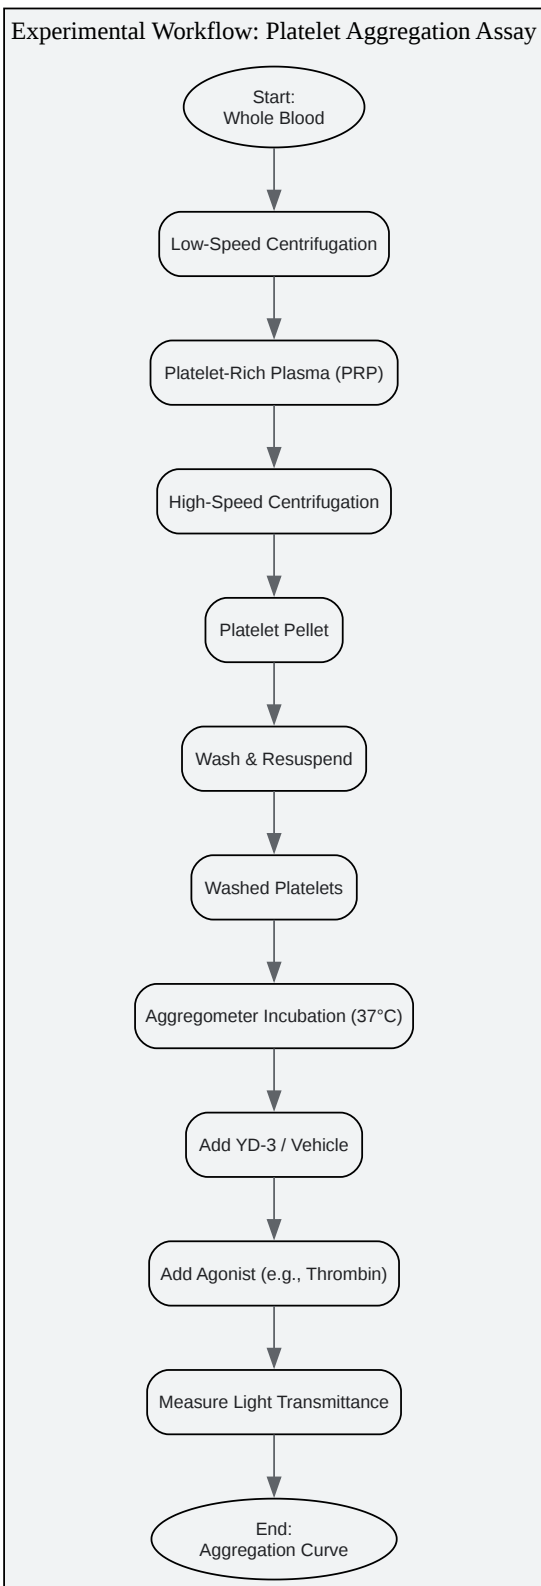 Experimental Workflow: Platelet Aggregation Assay
Start:
Whole Blood
Low-Speed Centrifugation
Platelet-Rich Plasma (PRP)
High-Speed Centrifugation
Platelet Pellet
Wash & Resuspend
Washed Platelets
Aggregometer Incubation (37°C)
Add YD-3 / Vehicle
Add Agonist (e.g., Thrombin)
Measure Light Transmittance
End:
Aggregation Curve